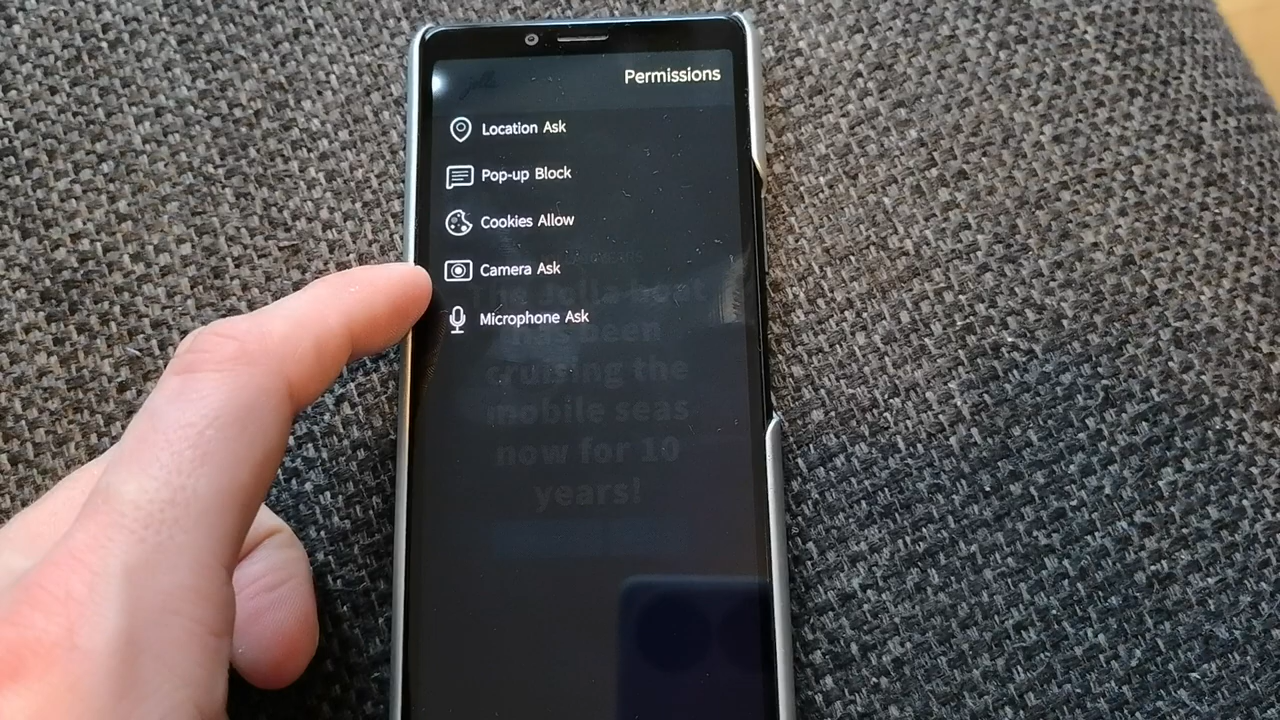 Permissions
Location Ask
Pop-up Block
Cookies Allow
Camera Ask
Microphone Ask
The Jolla boat
has been
cruising the
mobile seas
now for 10
years!